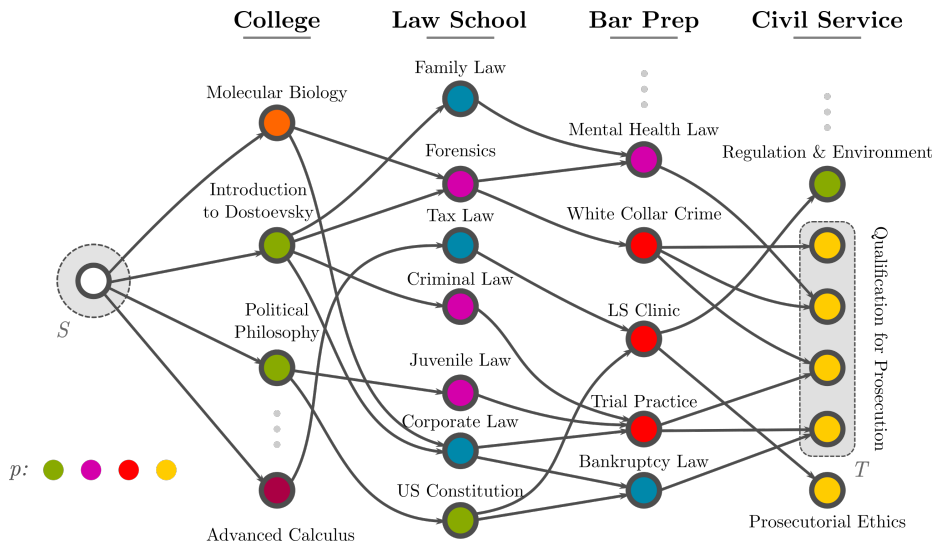 College
Law School
Bar Prep
Civil Service
Family Law
Molecular Biology
Mental Health Law
Forensics
Regulation & Environment
Introduction
to Dostoevsky
Tax Law
White Collar Crime
Criminal Law
Political
Philosophy
LS Clinic
Qualification for Prosecution
S
Juvenile Law
Trial Practice
Corporate Law
Bankruptcy Law
T
p:
US Constitution
Advanced Calculus
Prosecutorial Ethics